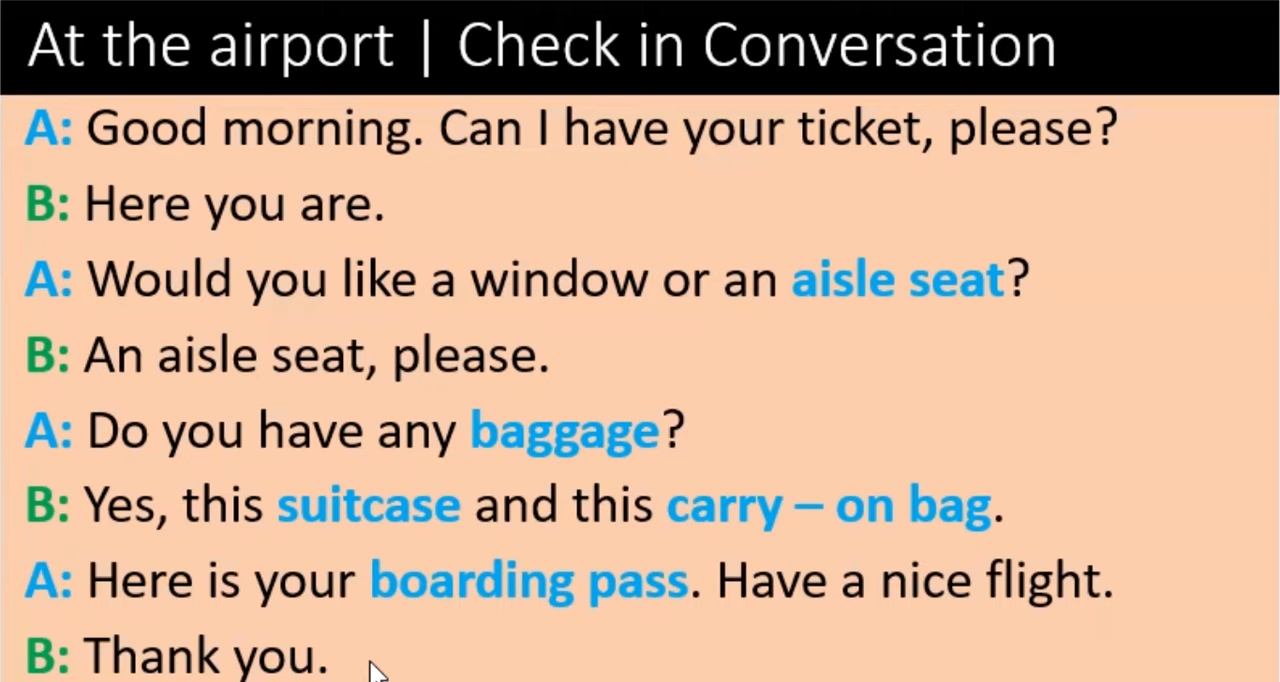 At the airport | Check in Conversation
A: Good morning. Can I have your ticket, please?
B: Here you are.
A: Would you like a window or an aisle seat?
B: An aisle seat, please.
A: Do you have any baggage?
B: Yes, this suitcase and this carry – on bag.
A: Here is your boarding pass. Have a nice flight.
B: Thank you.